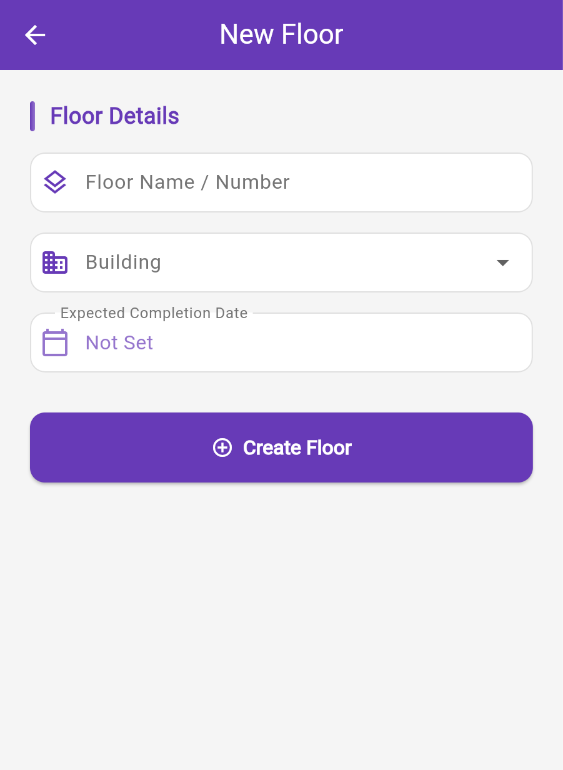 New Floor
Floor Details
Floor Name / Number
Building
Expected Completion Date
Not Set
Create Floor